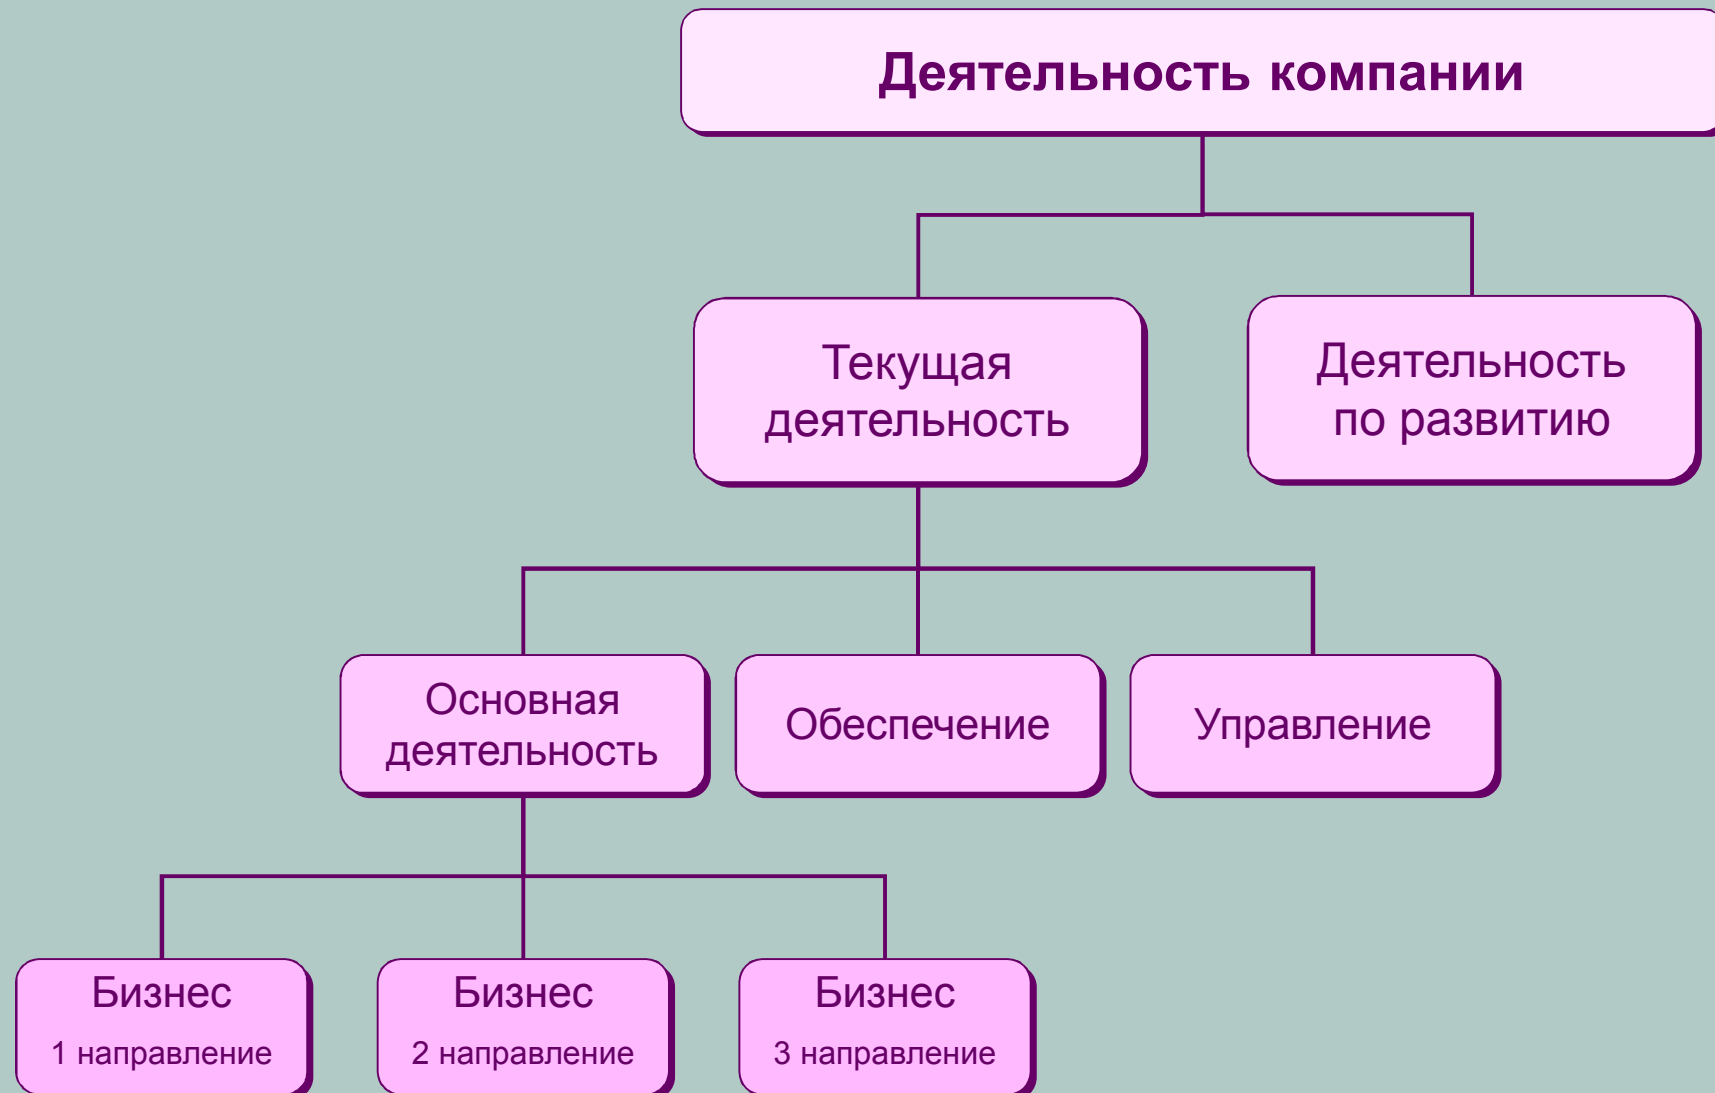 Деятельность компании
Текущая
деятельность
Деятельность
по развитию
Основная
деятельность
Обеспечение
Управление
Бизнес
1 направление
Бизнес
2 направление
Бизнес
3 направление